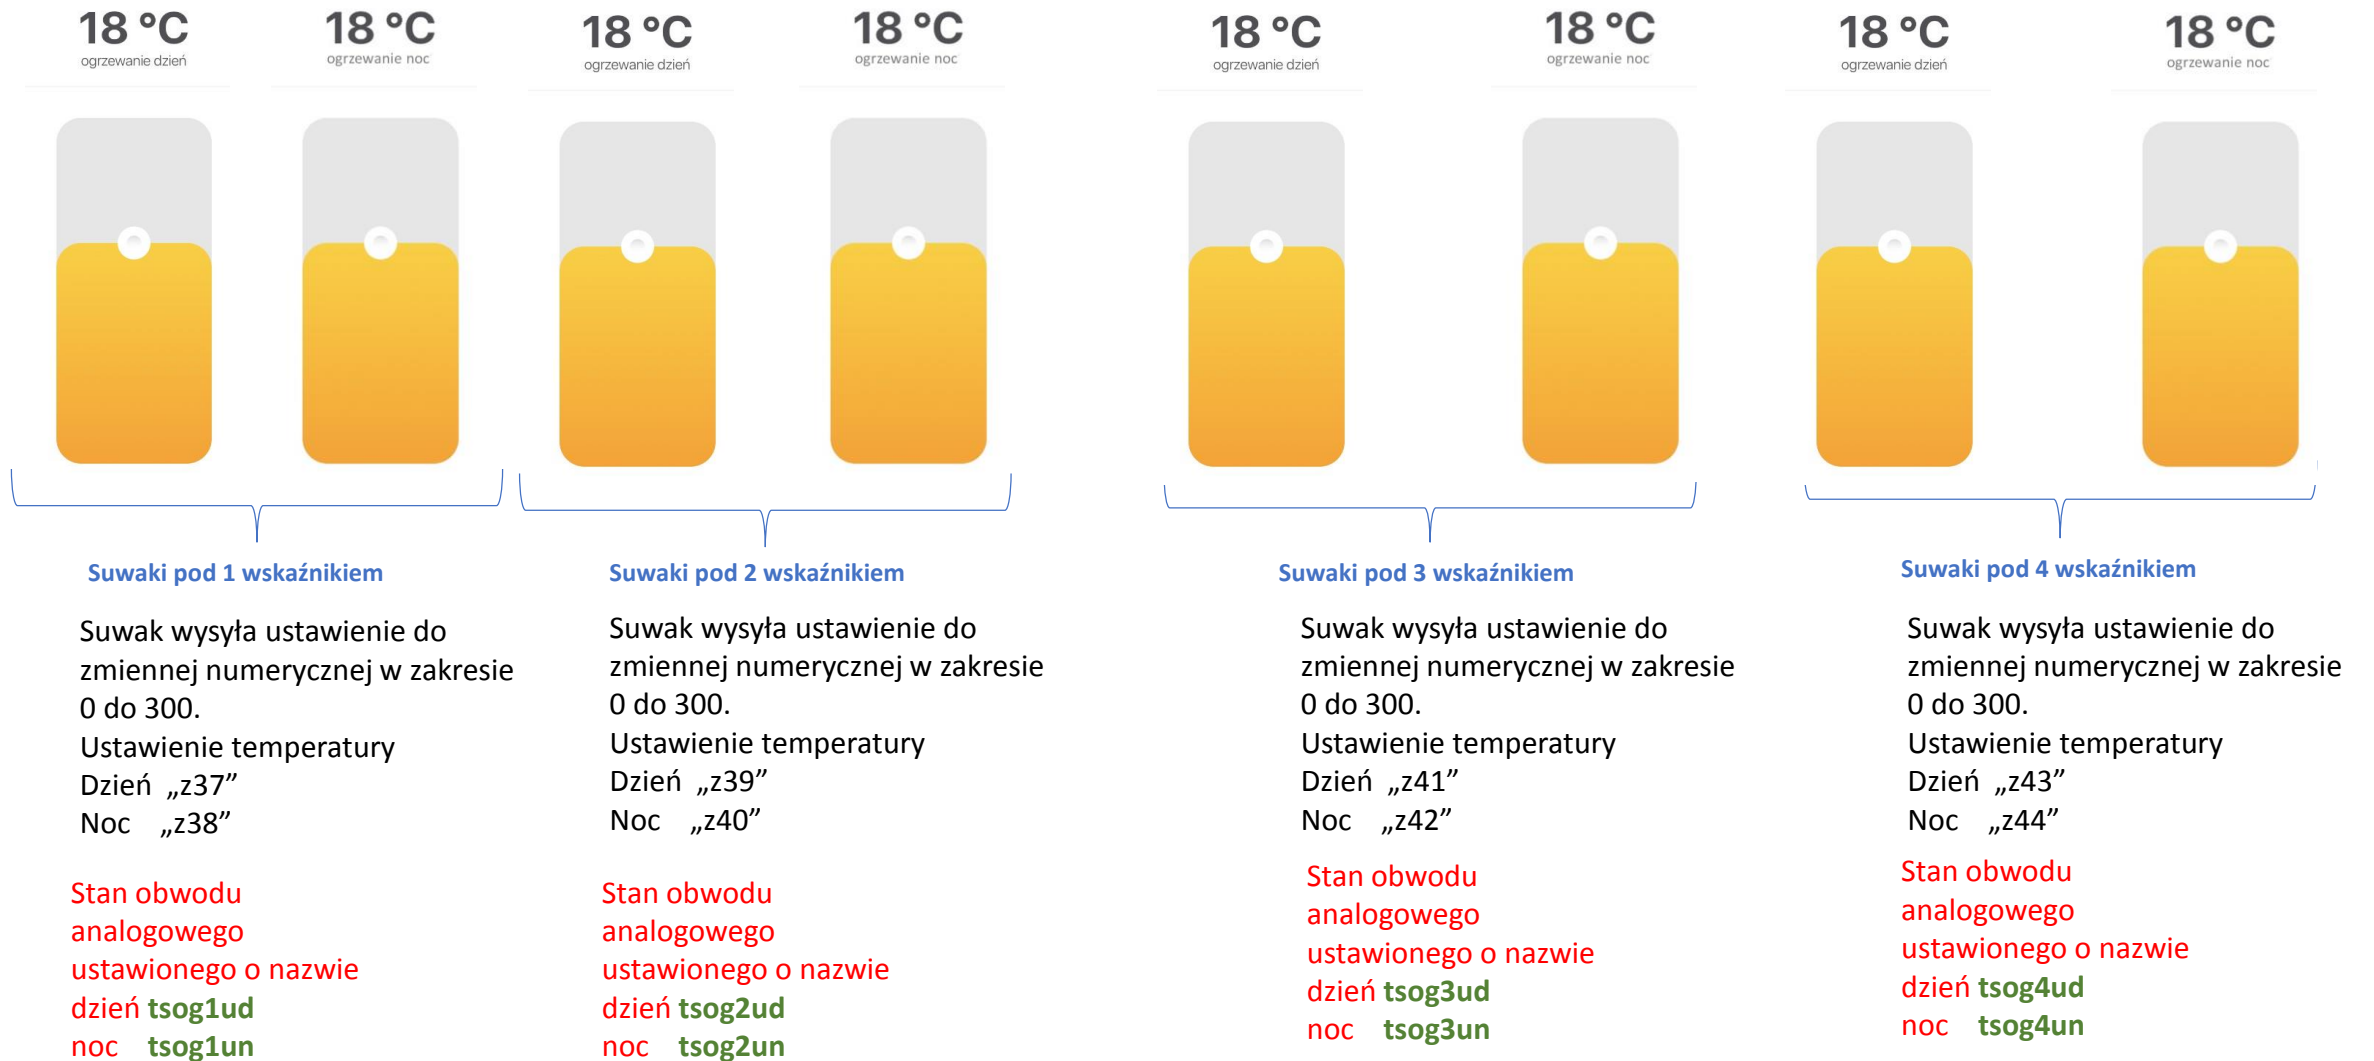 18 °C
ogrzewanie dzień
18 °C
ogrzewanie noc
18 °C
ogrzewanie dzień
18 °C
ogrzewanie noc
18 °C
ogrzewanie dzień
18 °C
ogrzewanie noc
18 °C
ogrzewanie dzień
18 °C
ogrzewanie noc
Suwaki pod 1 wskaźnikiem
Suwak wysyła ustawienie do
zmiennej numerycznej w zakresie
0 do 300.
Ustawienie temperatury
Dzień „z37”
Noc „z38”
Stan obwodu
analogowego
ustawionego o nazwie
dzień tsog1ud
noc tsog1un
Suwaki pod 2 wskaźnikiem
Suwak wysyła ustawienie do
zmiennej numerycznej w zakresie
0 do 300.
Ustawienie temperatury
Dzień „z39”
Noc „z40”
Stan obwodu
analogowego
ustawionego o nazwie
dzień tsog2ud
noc tsog2un
Suwaki pod 3 wskaźnikiem
Suwak wysyła ustawienie do
zmiennej numerycznej w zakresie
0 do 300.
Ustawienie temperatury
Dzień „z41”
Noc „z42”
Stan obwodu
analogowego
ustawionego o nazwie
dzień tsog3ud
noc tsog3un
Suwaki pod 4 wskaźnikiem
Suwak wysyła ustawienie do
zmiennej numerycznej w zakresie
0 do 300.
Ustawienie temperatury
Dzień „z43”
Noc „z44”
Stan obwodu
analogowego
ustawionego o nazwie
dzień tsog4ud
noc tsog4un